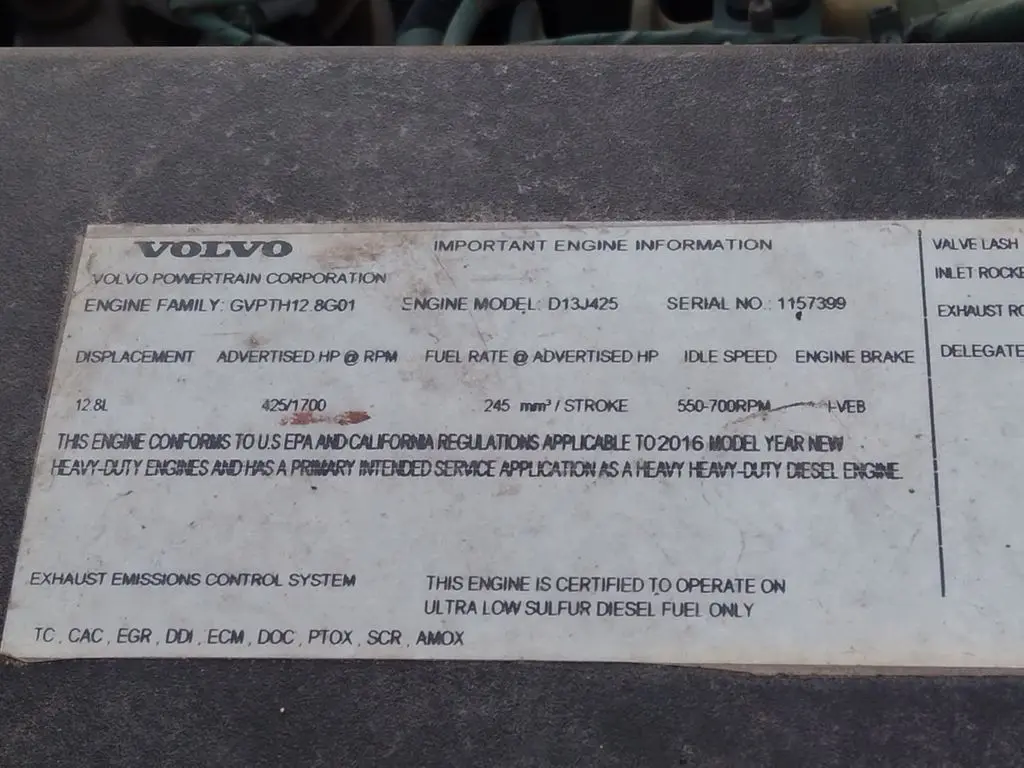 VOLVO IMPORTANT ENGINE INFORMATION
VOLVO POWERTRAIN CORPORATION
ENGINE FAMILY: GVPTH12.8G01 ENGINE MODEL: D13J425 SERIAL NO.: 1157399
DISPLACEMENT ADVERTISED HP @ RPM FUEL RATE @ ADVERTISED HP IDLE SPEED ENGINE BRAKE
12.8L 425/1700 245 mm³ / STROKE 550-700RPM I-VEB
THIS ENGINE CONFORMS TO U.S EPA AND CALIFORNIA REGULATIONS APPLICABLE TO 2016 MODEL YEAR NEW
HEAVY-DUTY ENGINES AND HAS A PRIMARY INTENDED SERVICE APPLICATION AS A HEAVY HEAVY-DUTY DIESEL ENGINE.
EXHAUST EMISSIONS CONTROL SYSTEM
TC , CAC , EGR , DDI , ECM , DOC , PTOX , SCR , AMOX
THIS ENGINE IS CERTIFIED TO OPERATE ON
ULTRA LOW SULFUR DIESEL FUEL ONLY
VALVE LASH
INLET ROCKE
EXHAUST RO
DELEGATE